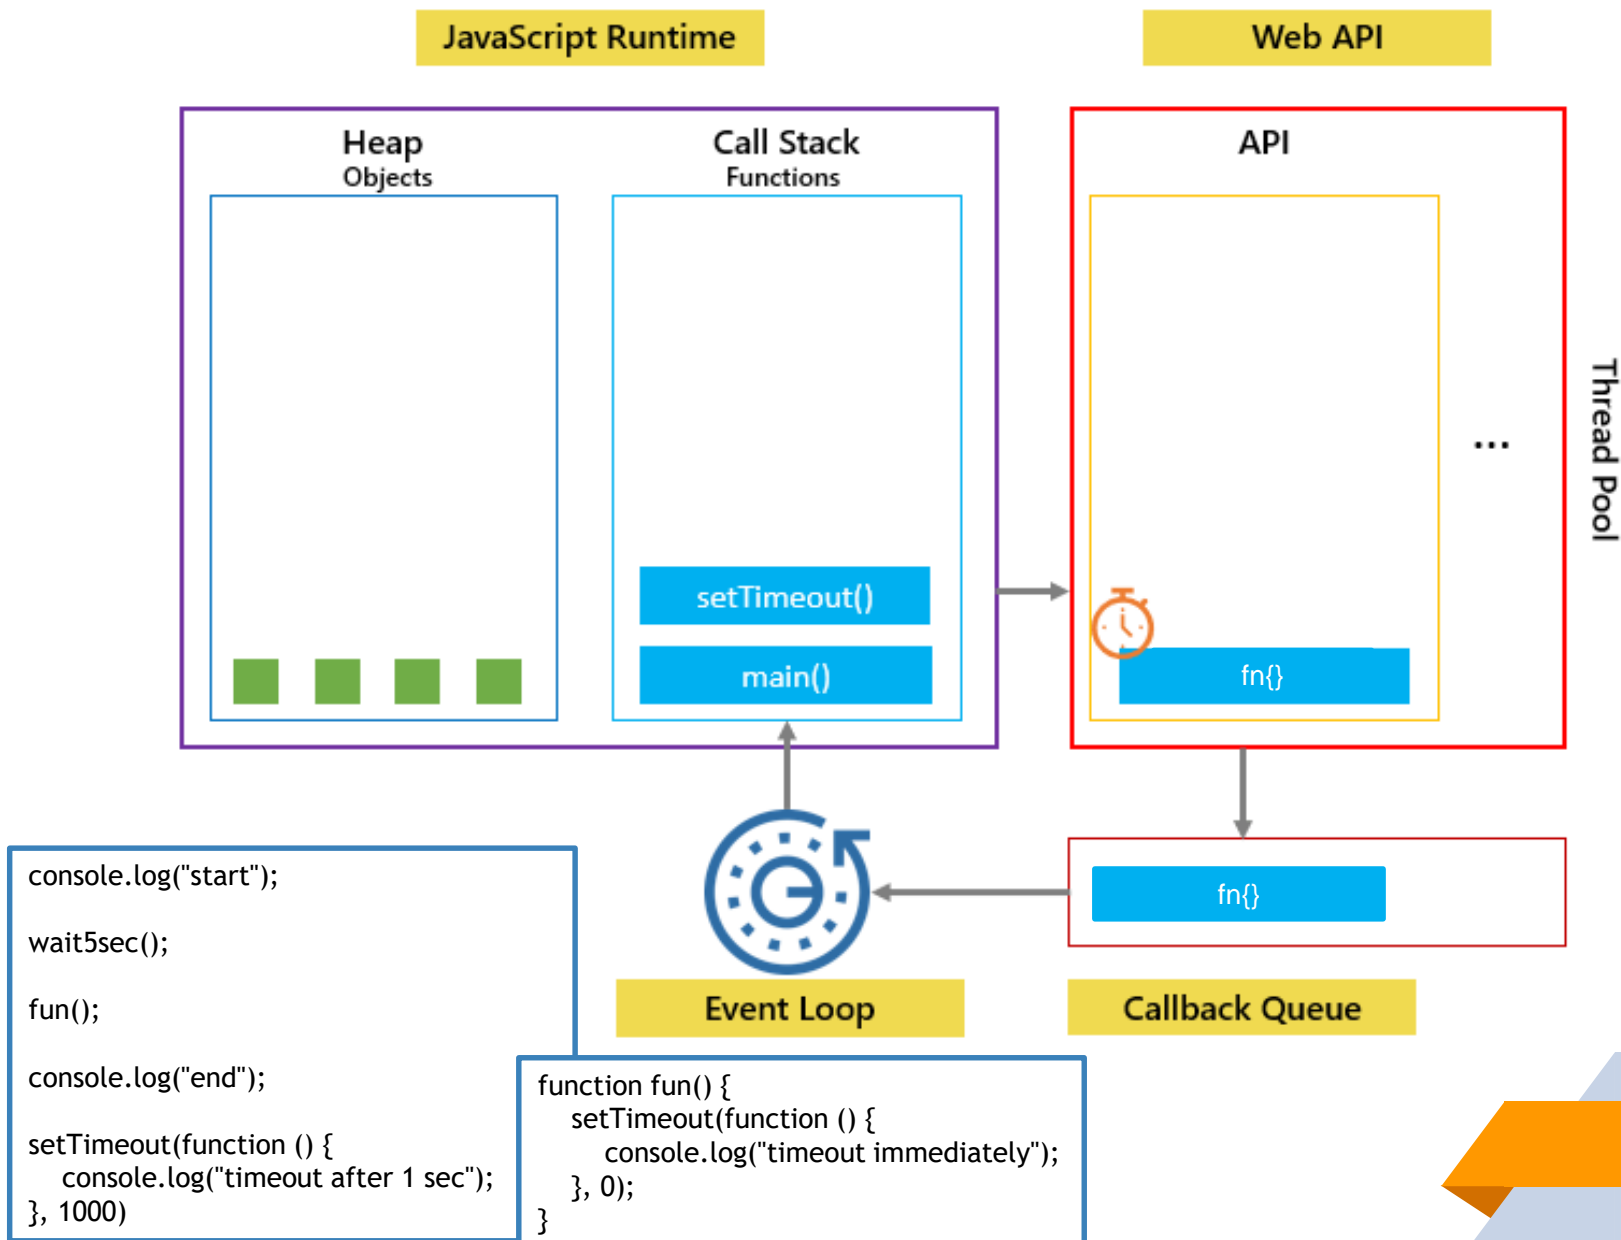 JavaScript Runtime
Web API
Heap
Objects
Call Stack
Functions
API
setTimeout()
main()
fn{}
...
Thread Pool
fn{}
Event Loop
Callback Queue
console.log("start");
wait5sec();
fun();
console.log("end");
setTimeout(function () {
console.log("timeout after 1 sec");
}, 1000)
function fun() {
setTimeout(function () {
console.log("timeout immediately");
}, 0);
}